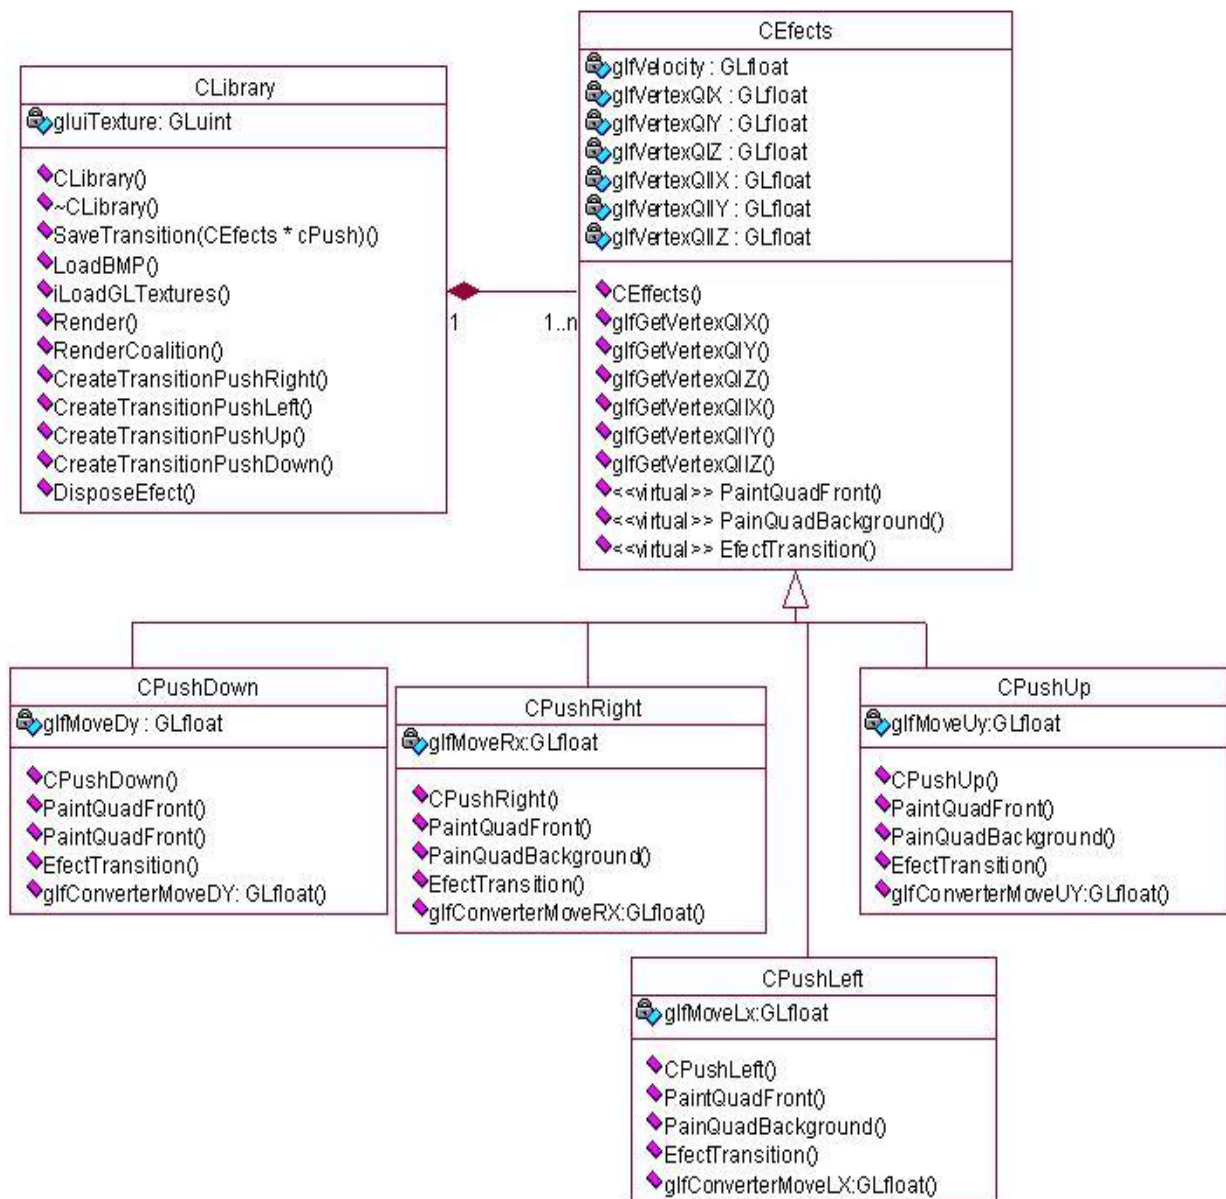 CLibrary
gluiTexture: GLuint
CLibrary()
~CLibrary()
SaveTransition(CEfects * cPush)()
LoadBMP()
iLoadGLTextures()
Render()
RenderCoalition()
CreateTransitionPushRight()
CreateTransitionPushLeft()
CreateTransitionPushUp()
CreateTransitionPushDown()
DisposeEfect()
1
1..n
CEfects
glfVelocity : GLfloat
glfVertexQIX : GLfloat
glfVertexQIY : GLfloat
glfVertexQIZ : GLfloat
glfVertexQIIX : GLfloat
glfVertexQIIY : GLfloat
glfVertexQIIZ : GLfloat
CEffects()
glfGetVertexQIX()
glfGetVertexQIY()
glfGetVertexQIZ()
glfGetVertexQIIX()
glfGetVertexQIIY()
glfGetVertexQIIZ()
<<virtual>> PaintQuadFront()
<<virtual>> PainQuadBackground()
<<virtual>> EfectTransition()
CPushDown
glfMoveDy : GLfloat
CPushDown()
PaintQuadFront()
PaintQuadFront()
EfectTransition()
glfConverterMoveDY: GLfloat()
CPushRight
glfMoveRx:GLfloat
CPushRight()
PaintQuadFront()
PainQuadBackground()
EfectTransition()
glfConverterMoveRX:GLfloat()
CPushUp
glfMoveUy:GLfloat
CPushUp()
PaintQuadFront()
PainQuadBackground()
EfectTransition()
glfConverterMoveUY:GLfloat()
CPushLeft
glfMoveLx:GLfloat
CPushLeft()
PaintQuadFront()
PainQuadBackground()
EfectTransition()
glfConverterMoveLX:GLfloat()